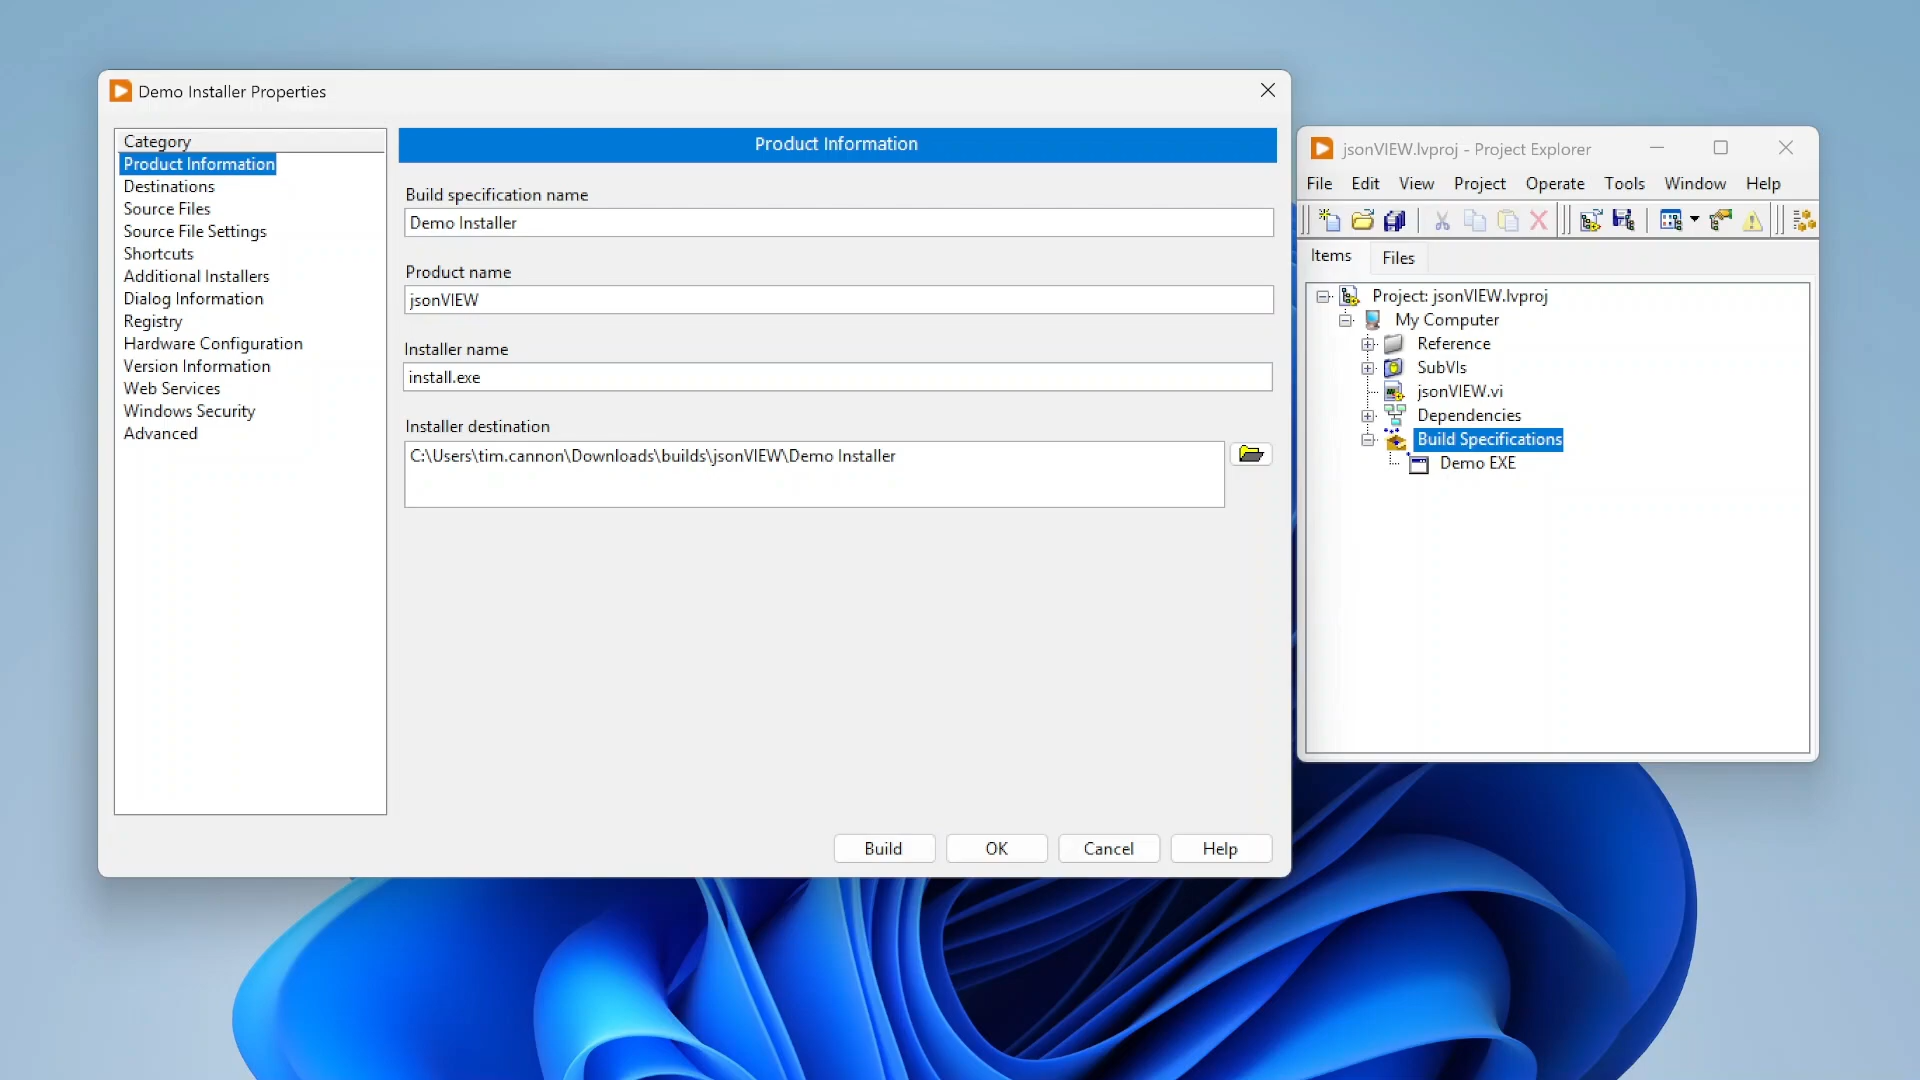 Demo Installer Properties
Category
Product Information
Destinations
Source Files
Source File Settings
Shortcuts
Additional Installers
Dialog Information
Registry
Hardware Configuration
Version Information
Web Services
Windows Security
Advanced
Product Information
Build specification name
Demo Installer
Product name
jsonVIEW
Installer name
install.exe
Installer destination
C:\Users\tim.cannon\Downloads\builds\jsonVIEW\Demo Installer
Build OK Cancel Help
jsonVIEW.lvproj - Project Explorer
File Edit View Project Operate Tools Window Help
Items Files
Project: jsonVIEW.lvproj
My Computer
Reference
SubVIs
jsonVIEW.vi
Dependencies
Build Specifications
Demo EXE